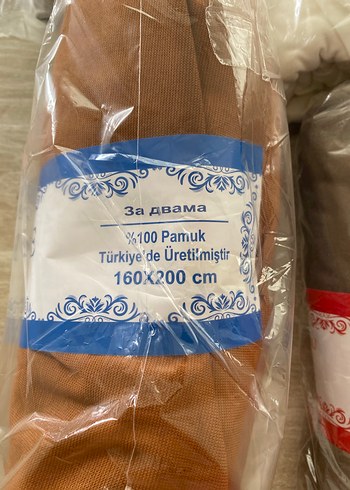 За двама
%100 Pamuk
Türkiye'de Üretilmiştir
160X200 cm